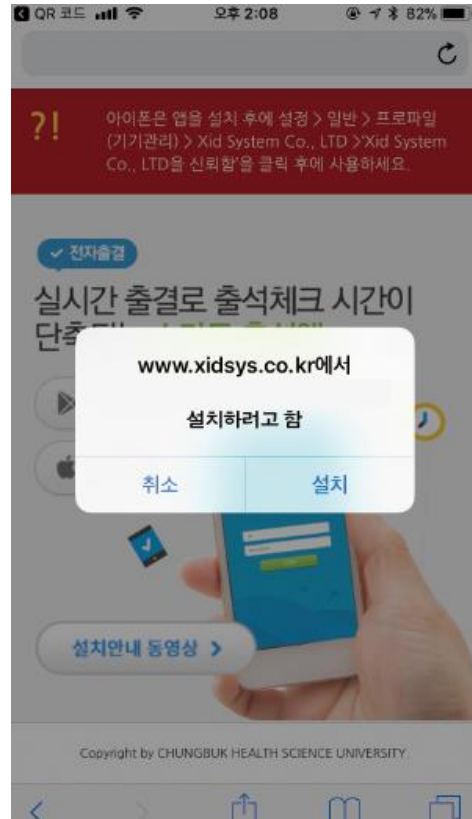 QR 코드 오후 2:08 82%
?!
아이폰은 앱을 설치 후에 설정 > 일반 > 프로파일
(기기관리) > Xid System Co., LTD >'Xid System
Co., LTD을 신뢰함'을 클릭 후에 사용하세요.
전자출결
실시간 출결로 출석체크 시간이
www.xidsys.co.kr에서
설치하려고 함
취소 설치
설치안내 동영상 >
Copyright by CHUNGBUK HEALTH SCIENCE UNIVERSITY.